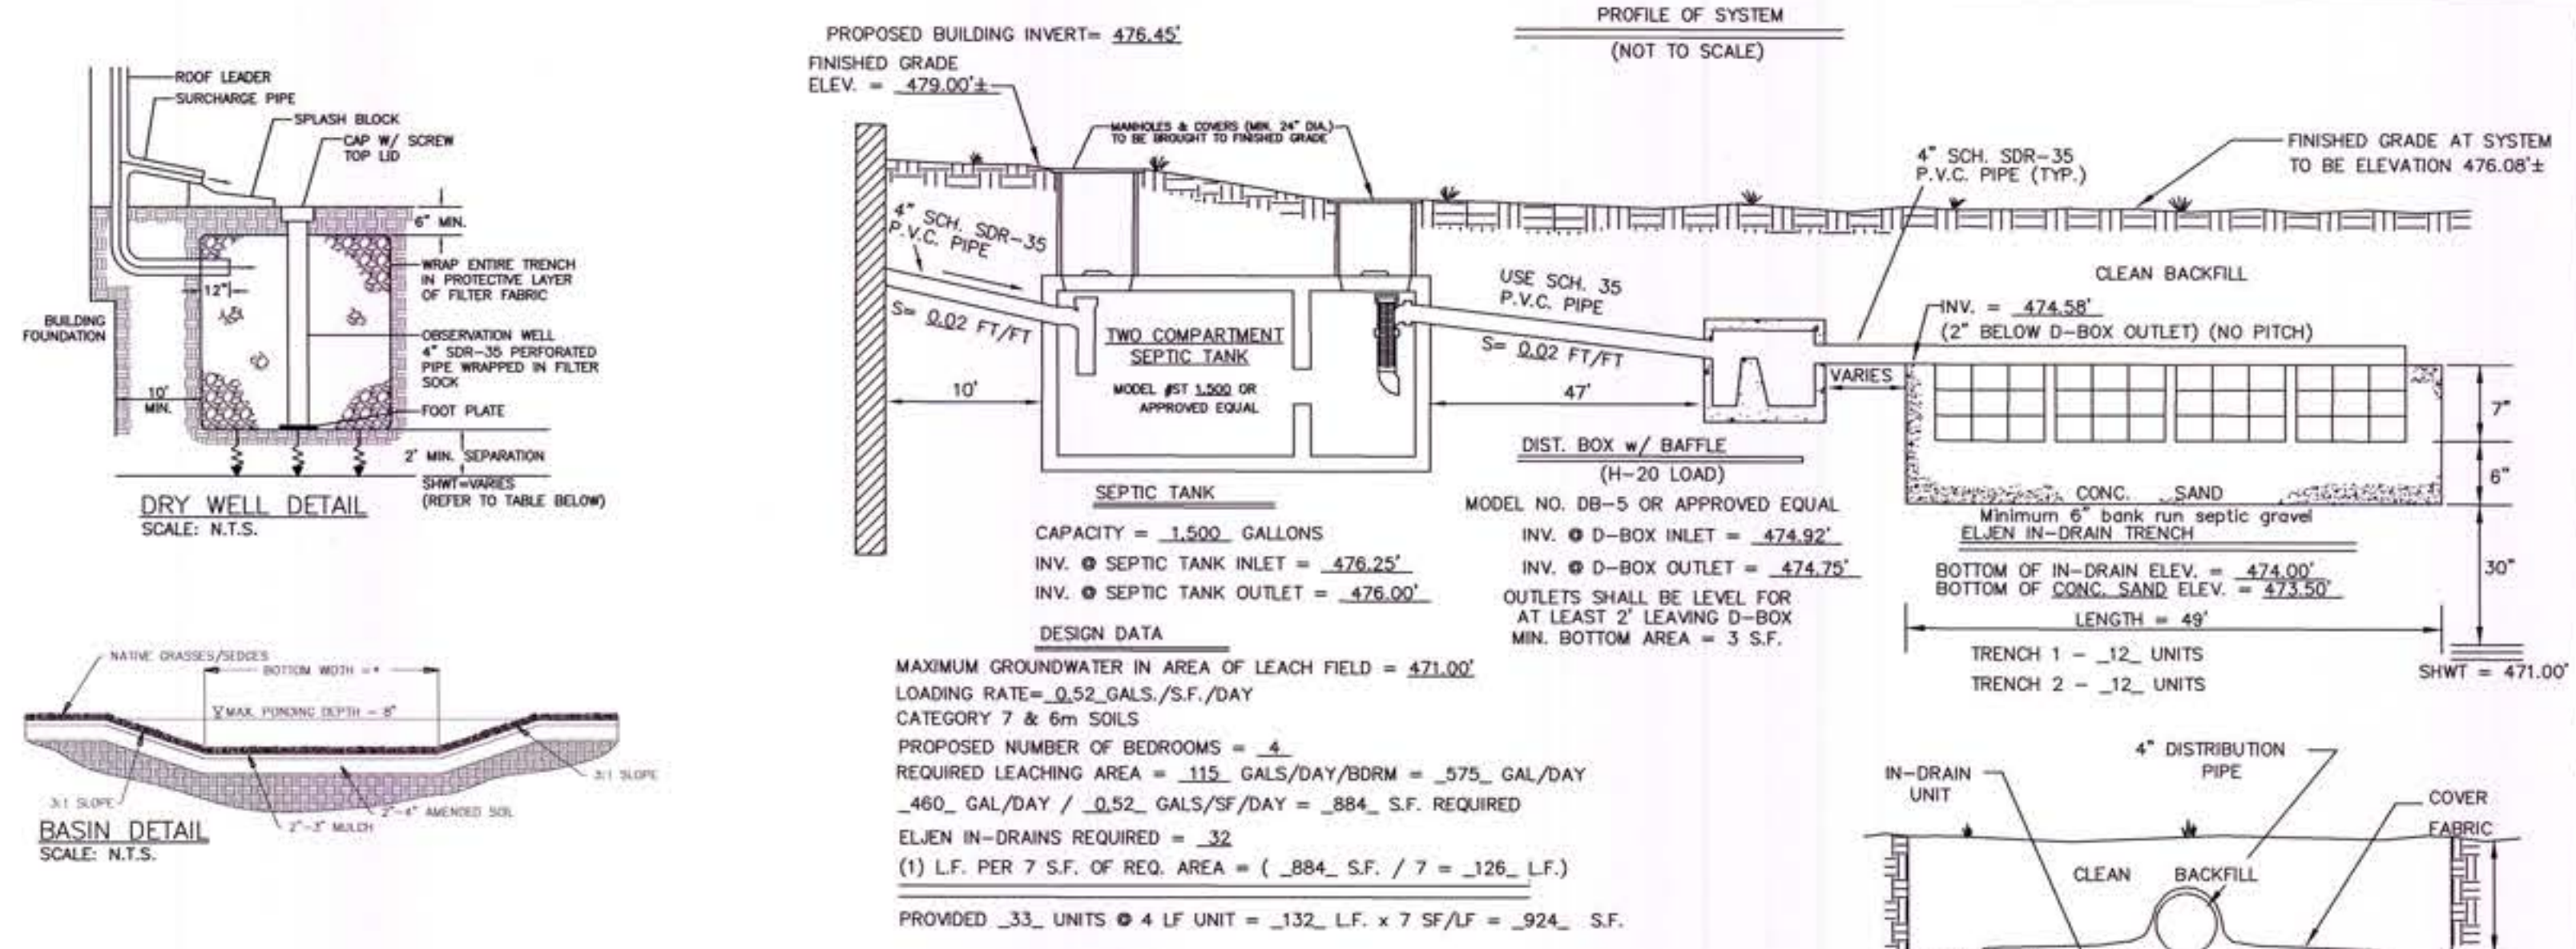 ROOF LEADER
SURCHARGE PIPE
SPLASH BLOCK
CAP W/ SCREW
TOP LID
6" MIN.
WRAP ENTIRE TRENCH
IN PROTECTIVE LAYER
OF FILTER FABRIC
12"
BUILDING
FOUNDATION
OBSERVATION WELL
4" SDR-35 PERFORATED
PIPE WRAPPED IN FILTER
SOCK
10'
MIN.
FOOT PLATE
2' MIN. SEPARATION
SHWT=VARIES
(REFER TO TABLE BELOW)
DRY WELL DETAIL
SCALE: N.T.S.
NATIVE GRASSES/SEDGES
BOTTOM WIDTH = *
MAX. PONDING DEPTH - 8"
3:1 SLOPE
3:1 SLOPE
2"-4" AMENDED SOIL
2"-3" MULCH
BASIN DETAIL
SCALE: N.T.S.
PROFILE OF SYSTEM
(NOT TO SCALE)
PROPOSED BUILDING INVERT= 476.45'
FINISHED GRADE
ELEV. = 479.00'±
MANHOLES & COVERS (MIN. 24" DIA.)
TO BE BROUGHT TO FINISHED GRADE
4" SCH. SDR-35
P.V.C. PIPE (TYP.)
FINISHED GRADE AT SYSTEM
TO BE ELEVATION 476.08'±
4" SCH. SDR-35
P.V.C. PIPE
S= 0.02 FT/FT
USE SCH. 35
P.V.C. PIPE
S= 0.02 FT/FT
CLEAN BACKFILL
INV. = 474.58'
(2" BELOW D-BOX OUTLET) (NO PITCH)
TWO COMPARTMENT
SEPTIC TANK
MODEL #ST 1,500 OR
APPROVED EQUAL
10'
47'
VARIES
7"
6"
30"
CONC. SAND
Minimum 6" bank run septic gravel
ELJEN IN-DRAIN TRENCH
BOTTOM OF IN-DRAIN ELEV. = 474.00'
BOTTOM OF CONC. SAND ELEV. = 473.50'
LENGTH = 49'
TRENCH 1 - _12_ UNITS
TRENCH 2 - _12_ UNITS
SHWT = 471.00'
DIST. BOX w/ BAFFLE
(H-20 LOAD)
MODEL NO. DB-5 OR APPROVED EQUAL
INV. @ D-BOX INLET = 474.92'
INV. @ D-BOX OUTLET = 474.75'
OUTLETS SHALL BE LEVEL FOR
AT LEAST 2' LEAVING D-BOX
MIN. BOTTOM AREA = 3 S.F.
SEPTIC TANK
CAPACITY = 1,500 GALLONS
INV. @ SEPTIC TANK INLET = 476.25'
INV. @ SEPTIC TANK OUTLET = 476.00'
DESIGN DATA
MAXIMUM GROUNDWATER IN AREA OF LEACH FIELD = 471.00'
LOADING RATE= 0.52_GALS./S.F./DAY
CATEGORY 7 & 6m SOILS
PROPOSED NUMBER OF BEDROOMS = 4
REQUIRED LEACHING AREA = 115 GALS/DAY/BDRM = _575_ GAL/DAY
_460_ GAL/DAY / 0.52_ GALS/SF/DAY = _884_ S.F. REQUIRED
ELJEN IN-DRAINS REQUIRED = 32
(1) L.F. PER 7 S.F. OF REQ. AREA = ( _884_ S.F. / 7 = _126_ L.F.)
PROVIDED _33_ UNITS @ 4 LF UNIT = _132_ L.F. x 7 SF/LF = _924_ S.F.
4" DISTRIBUTION
PIPE
IN-DRAIN
UNIT
COVER
FABRIC
CLEAN BACKFILL